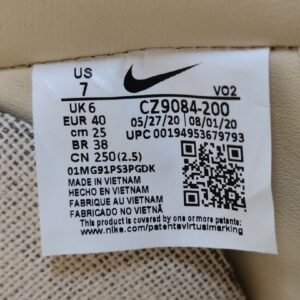 US
7
VO2
UK 6
EUR 40
cm 25
BR 38
CN 250 (2.5)
CZ9084-200
05/27/20 08/01/20
UPC 00194953679793
01MG91PS3PGDK
MADE IN VIETNAM
HECHO EN VIETNAM
FABRIQUE AU VIETNAM
FABRICADO NO VIETNÃ
This product is covered by one or more patents. See
www.nike.com/patentsvirtualmarking